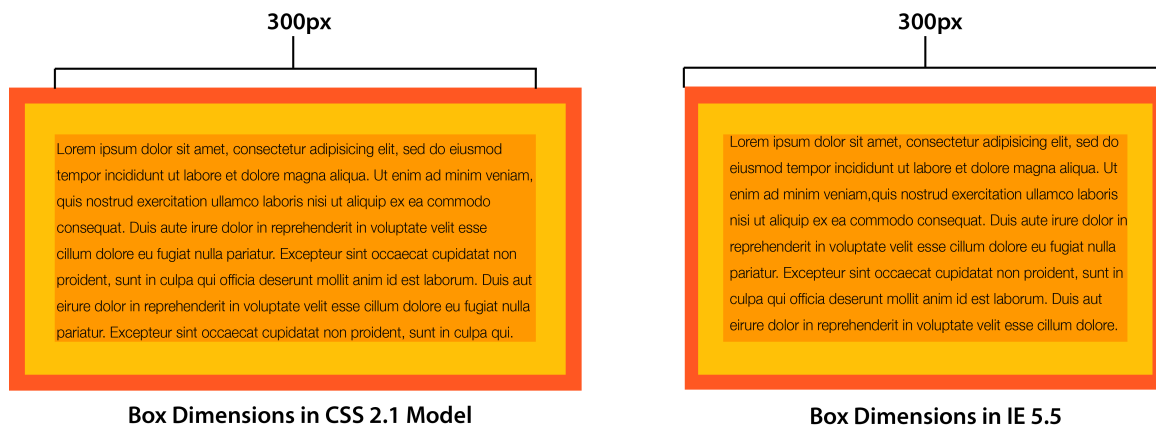 300px
Lorem ipsum dolor sit amet, consectetur adipisicing elit, sed do eiusmod
tempor incididunt ut labore et dolore magna aliqua. Ut enim ad minim veniam,
quis nostrud exercitation ullamco laboris nisi ut aliquip ex ea commodo
consequat. Duis aute irure dolor in reprehenderit in voluptate velit esse
cillum dolore eu fugiat nulla pariatur. Excepteur sint occaecat cupidatat non
proident, sunt in culpa qui officia deserunt mollit anim id est laborum. Duis aut
eirure dolor in reprehenderit in voluptate velit esse cillum dolore eu fugiat nulla
pariatur. Excepteur sint occaecat cupidatat non proident, sunt in culpa qui.
Box Dimensions in CSS 2.1 Model
300px
Lorem ipsum dolor sit amet, consectetur adipisicing elit, sed do
eiusmod tempor incididunt ut labore et dolore magna aliqua. Ut
enim ad minim veniam,quis nostrud exercitation ullamco laboris
nisi ut aliquip ex ea commodo consequat. Duis aute irure dolor in
reprehenderit in voluptate velit esse cillum dolore eu fugiat nulla
pariatur. Excepteur sint occaecat cupidatat non proident, sunt in
culpa qui officia deserunt mollit anim id est laborum. Duis aut
eirure dolor in reprehenderit in voluptate velit esse cillum dolore.
Box Dimensions in IE 5.5